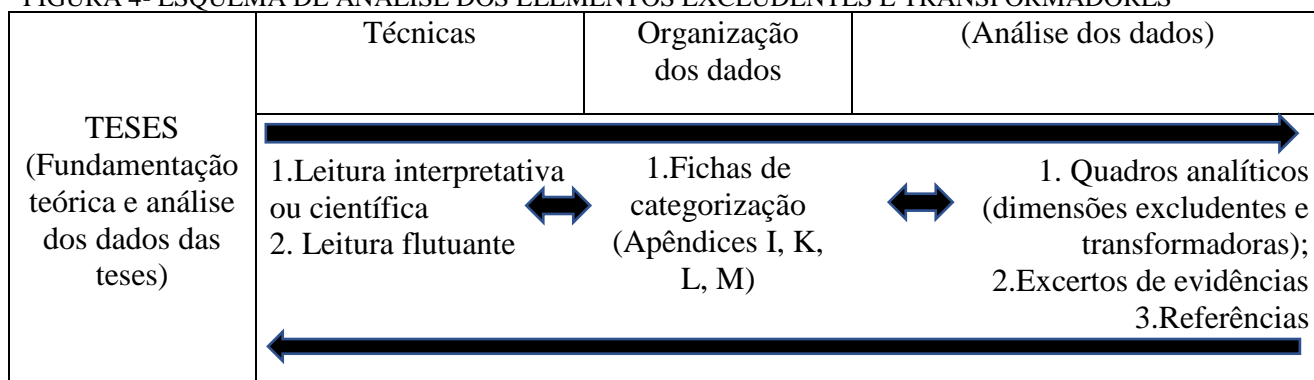 FIGURA 4- ESQUEMA DE ANÁLISE DOS ELEMENTOS EXCLUDENTES E TRANSFORMADORES
Técnicas
Organização
dos dados
(Análise dos dados)
TESES
(Fundamentação
teórica e análise
dos dados das
teses)
1.Leitura interpretativa
ou científica
2. Leitura flutuante
1.Fichas de
categorização
(Apêndices I, K,
L, M)
1. Quadros analíticos
(dimensões excludentes e
transformadoras);
2.Excertos de evidências
3.Referências